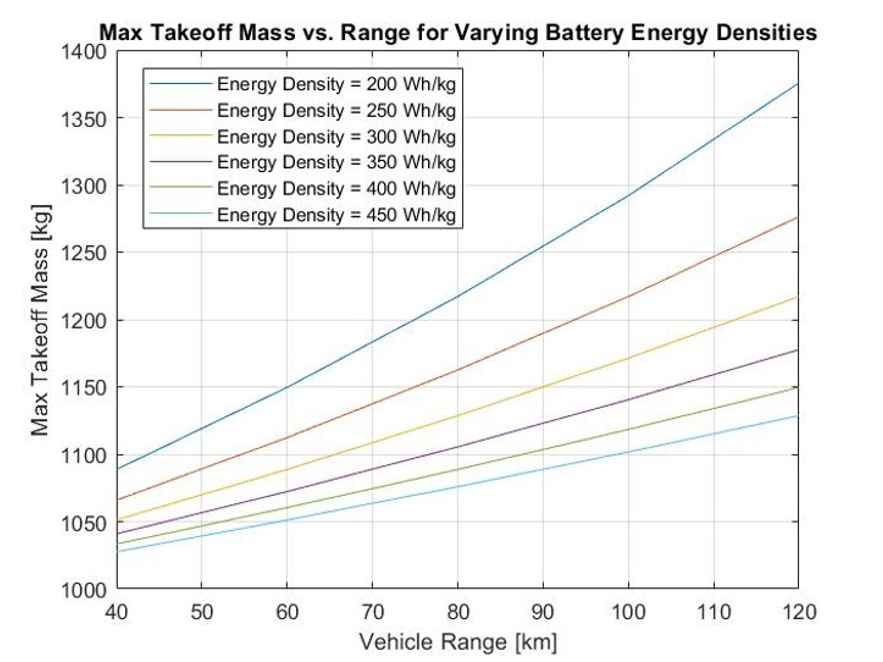 Max Takeoff Mass vs. Range for Varying Battery Energy Densities
1400
1350
1300
1250
1200
1150
1100
1050
1000
Max Takeoff Mass [kg]
Energy Density = 200 Wh/kg
Energy Density = 250 Wh/kg
Energy Density = 300 Wh/kg
Energy Density = 350 Wh/kg
Energy Density = 400 Wh/kg
Energy Density = 450 Wh/kg
40 50 60 70 80 90 100 110 120
Vehicle Range [km]